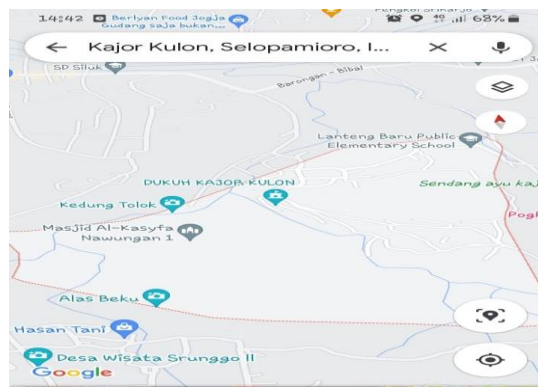 14:42 Berlyan Food Jogja 4G 68%
Gudang saja bukan...
← Kajor Kulon, Selopamioro, I... ×
SD Siluk
Barongan - Bibal
Lanteng Baru Public
Elementary School
DUKUH KAJOR KULON
Sendang ayu kaj
Kedung Tolok
Masjid Al-Kasyfa
Nawungan 1
Alas Beku
Hasan Tani
Desa Wisata Srunggo II
Google